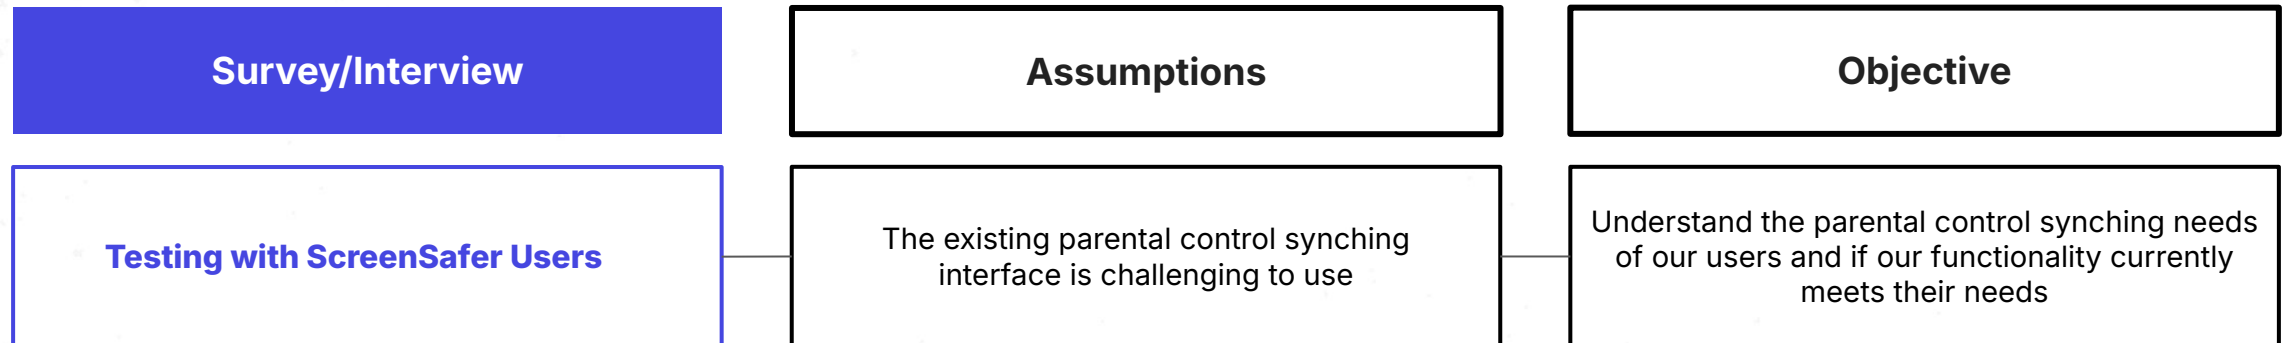 Survey/Interview
Assumptions
Objective
Testing with ScreenSafer Users
The existing parental control synching
interface is challenging to use
Understand the parental control synching needs
of our users and if our functionality currently
meets their needs